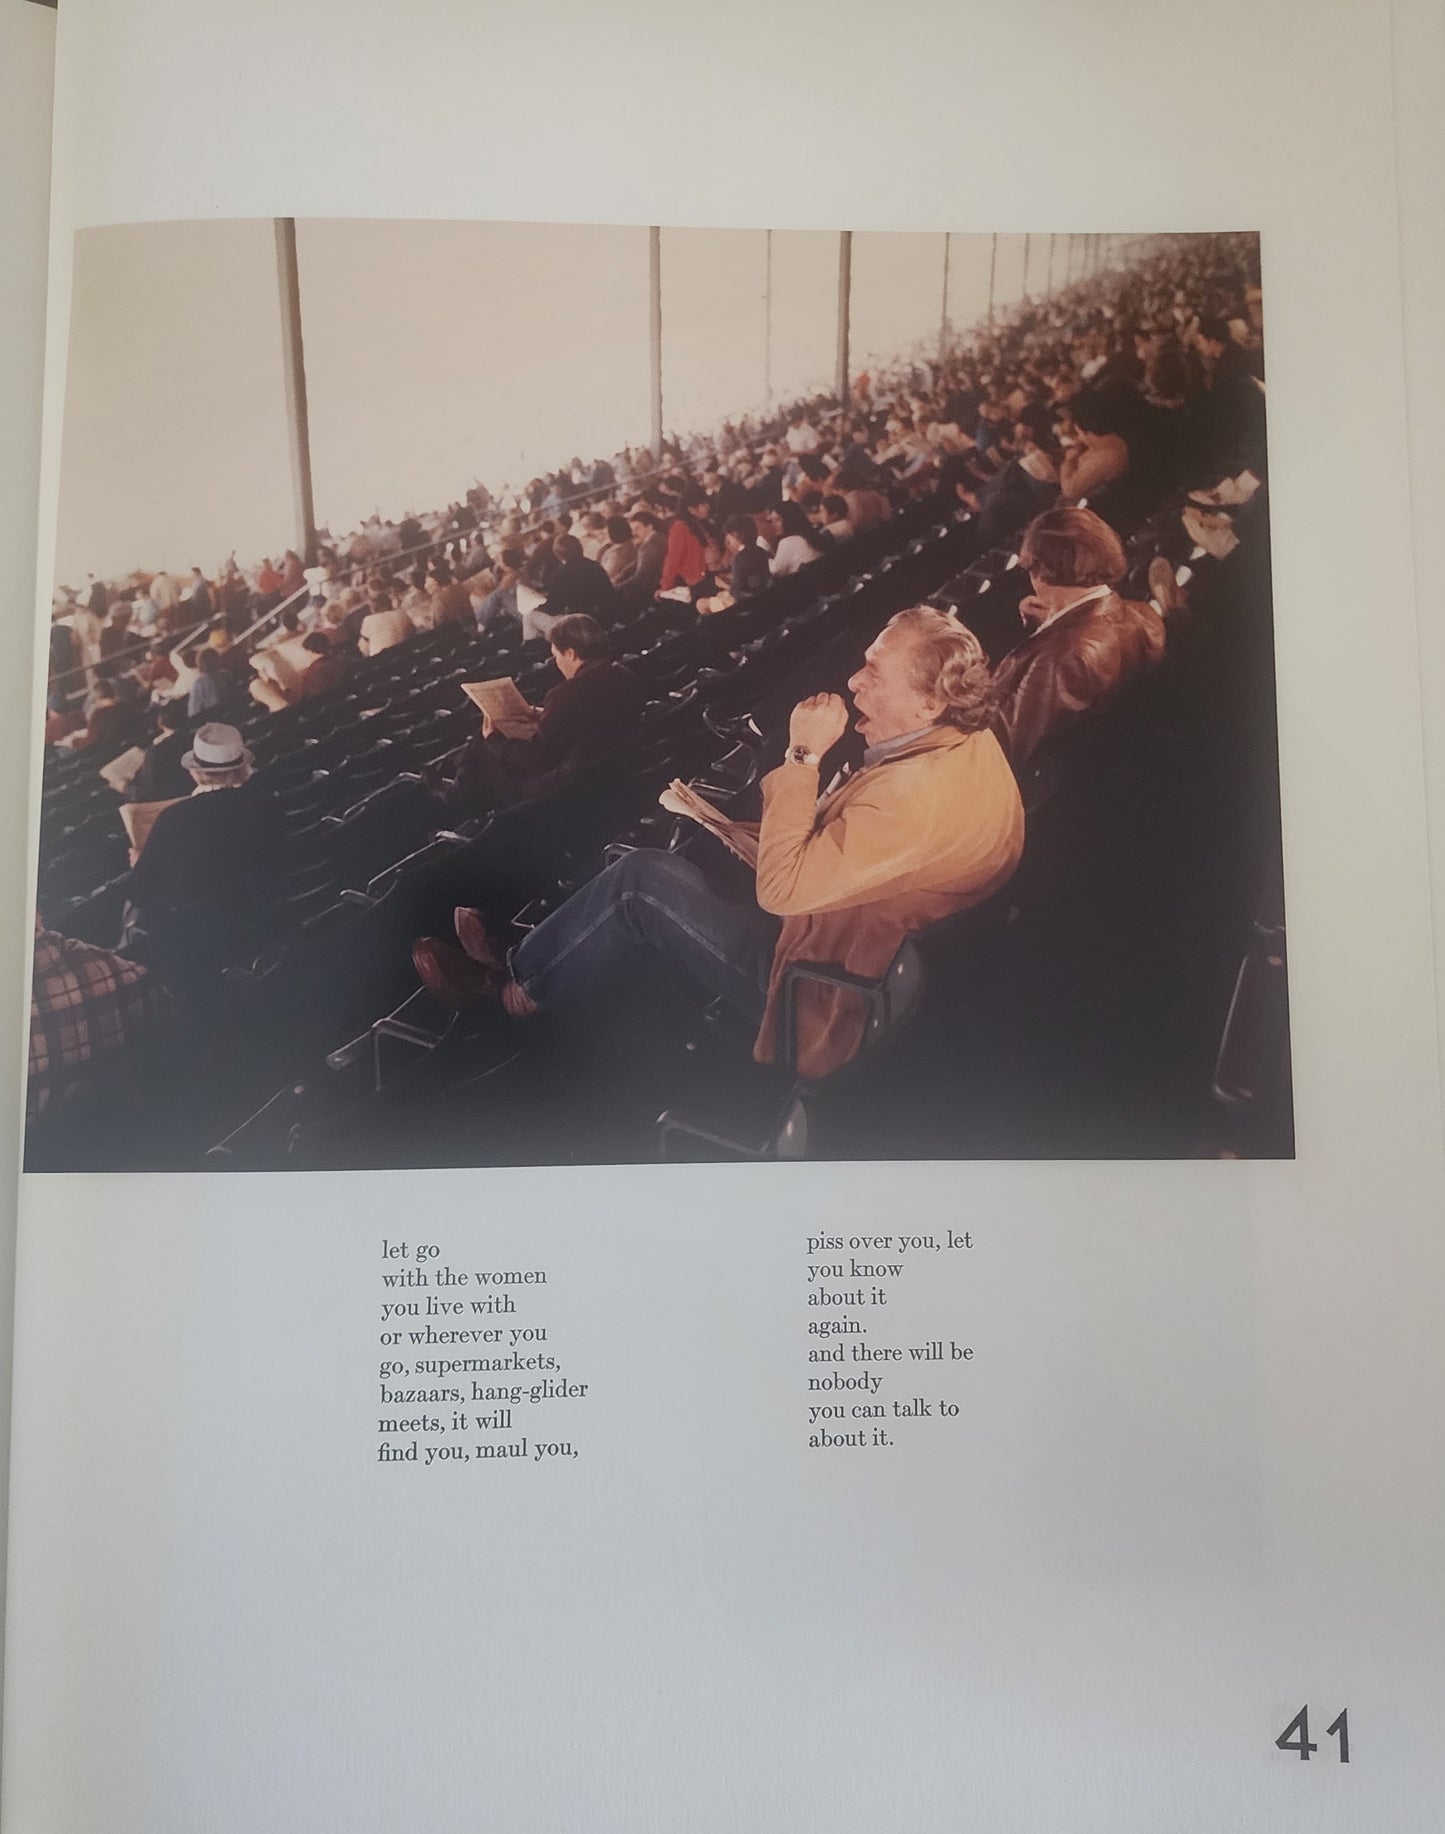 let go
with the women
you live with
or wherever you
go, supermarkets,
bazaars, hang-glider
meets, it will
find you, maul you,
piss over you, let
you know
about it
again.
and there will be
nobody
you can talk to
about it.
41